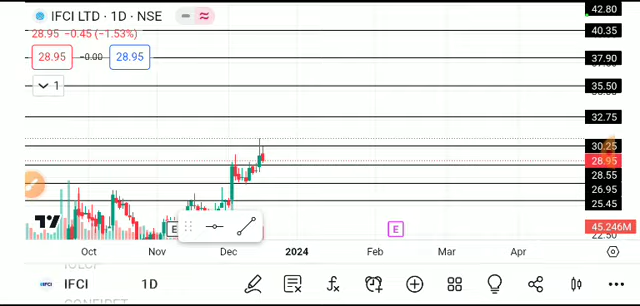 IFCI LTD · 1D · NSE
42.80
40.35
28.95 −0.45 (−1.53%)
28.95 −0.00 28.95
37.90
1
35.50
32.75
30.25
28.95
28.55
26.95
25.45
45.246M
22.50
E
E
Oct Nov Dec 2024 Feb Mar Apr
IFCI 1D